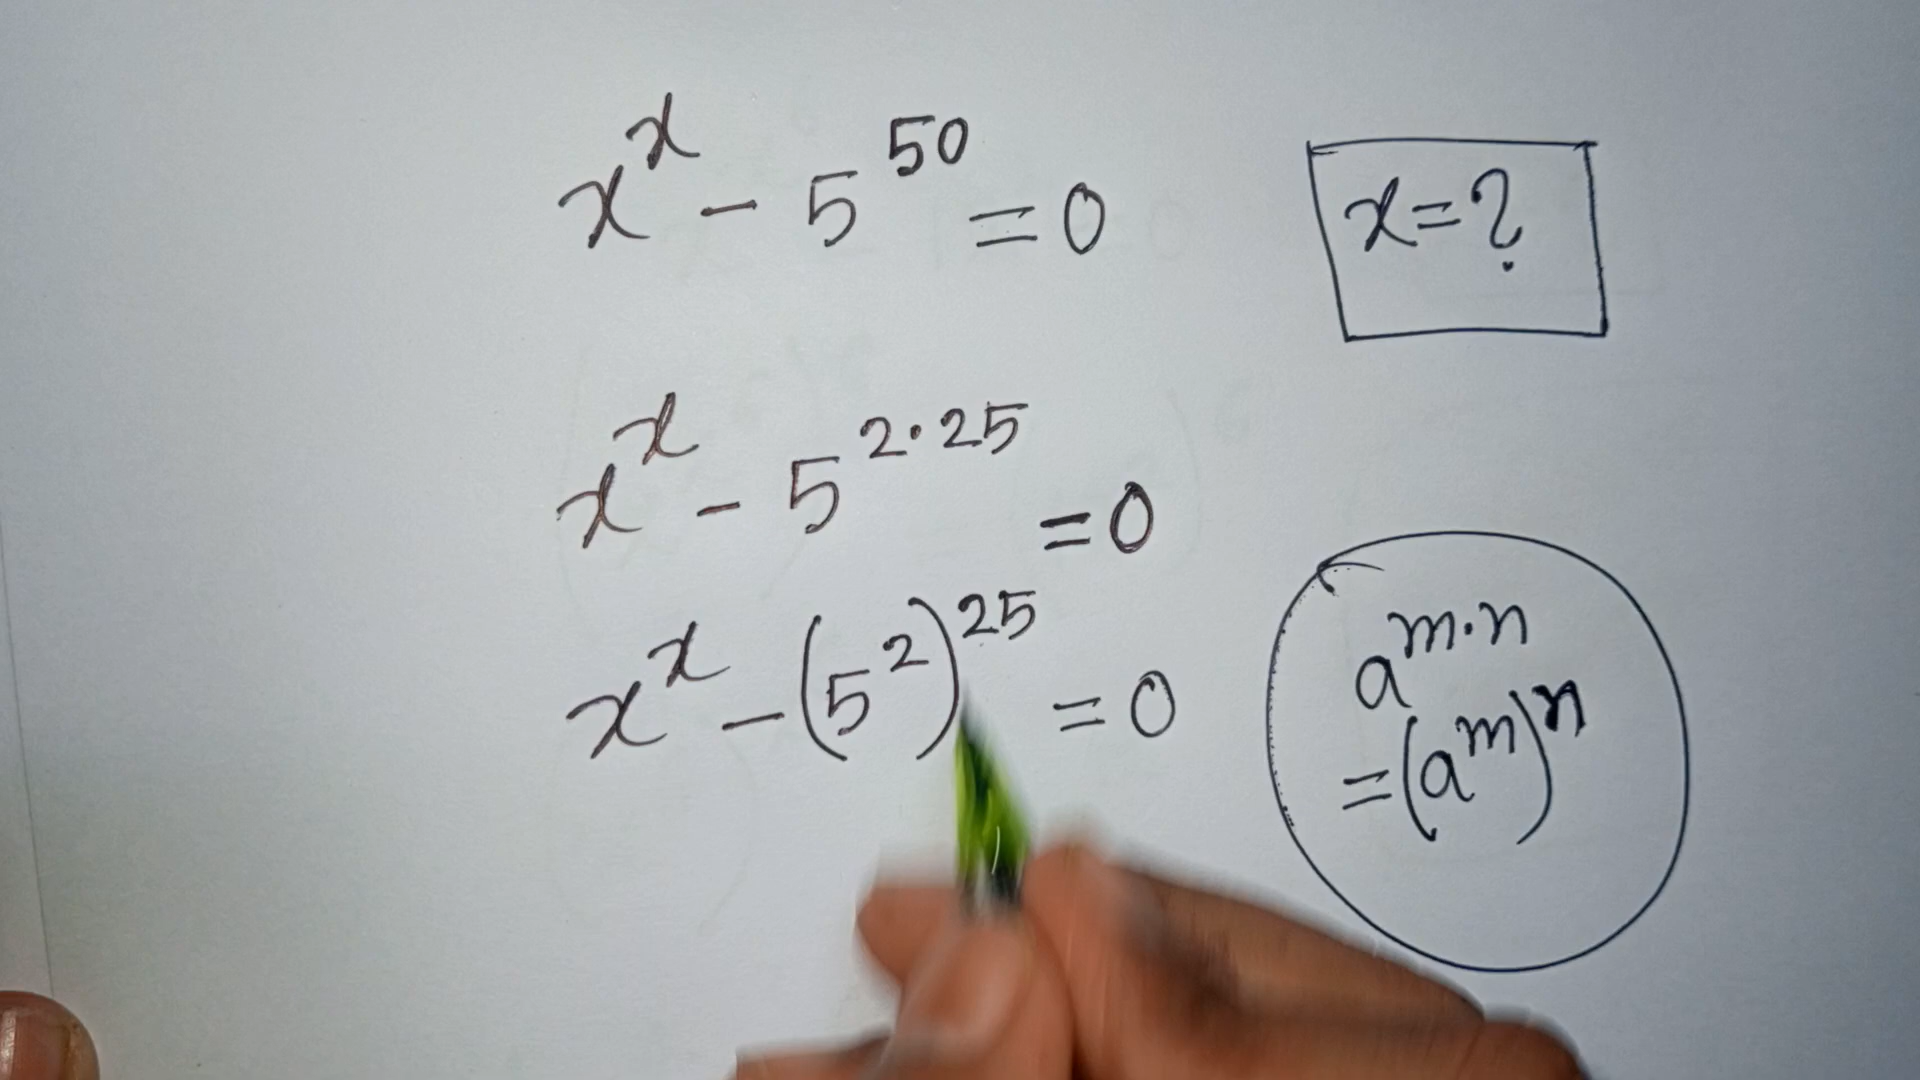 x^x - 5^50 = 0
x = ?
x^x - 5^2·25 = 0
x^x - (5^2)^25 = 0
a^m·n
= (a^m)^n